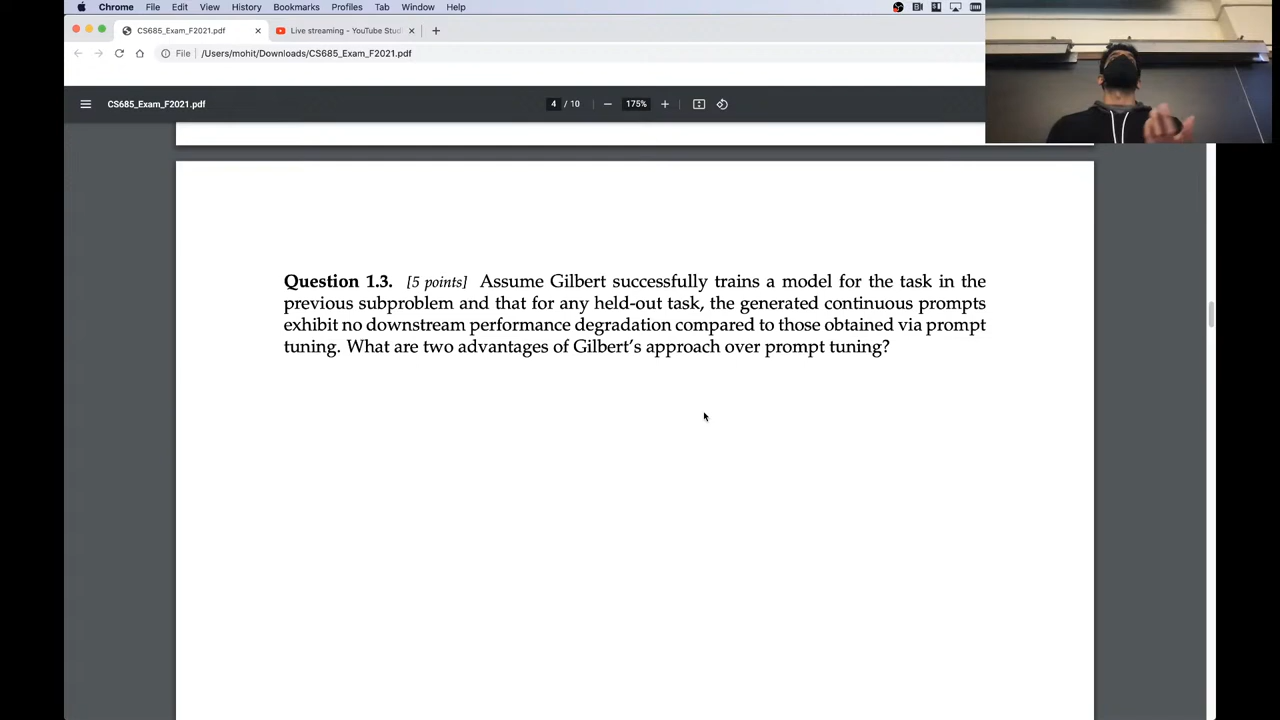 Chrome File Edit View History Bookmarks Profiles Tab Window Help
CS685_Exam_F2021.pdf
Live streaming - YouTube Stud
File /Users/mohit/Downloads/CS685_Exam_F2021.pdf
CS685_Exam_F2021.pdf 4 / 10 175%
Question 1.3. [5 points] Assume Gilbert successfully trains a model for the task in the
previous subproblem and that for any held-out task, the generated continuous prompts
exhibit no downstream performance degradation compared to those obtained via prompt
tuning. What are two advantages of Gilbert's approach over prompt tuning?